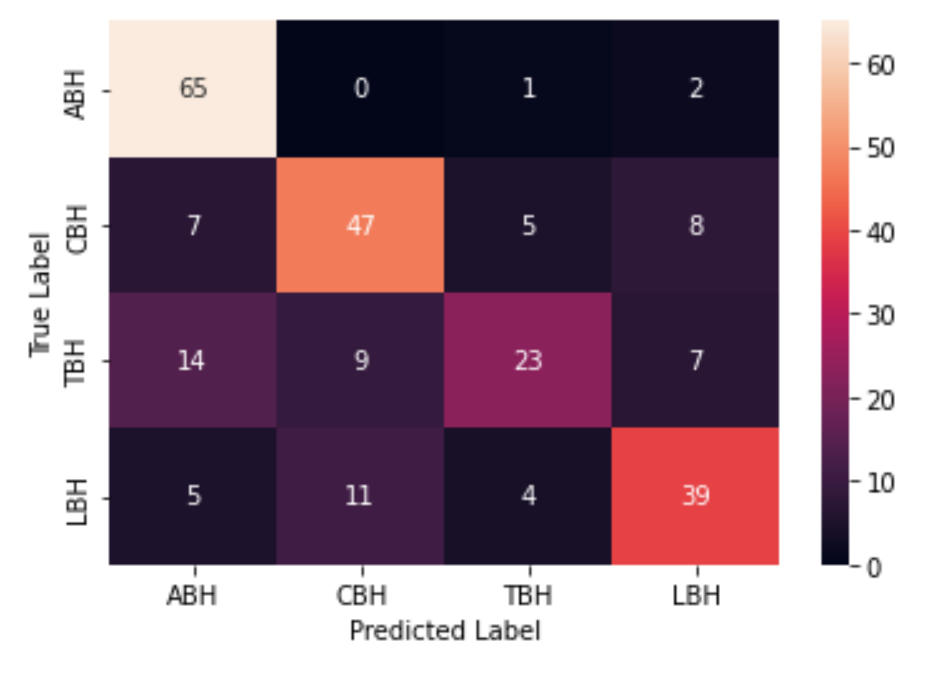 True Label
ABH
65 0 1 2
CBH
7 47 5 8
TBH
14 9 23 7
LBH
5 11 4 39
ABH CBH TBH LBH
Predicted Label
60
50
40
30
20
10
0